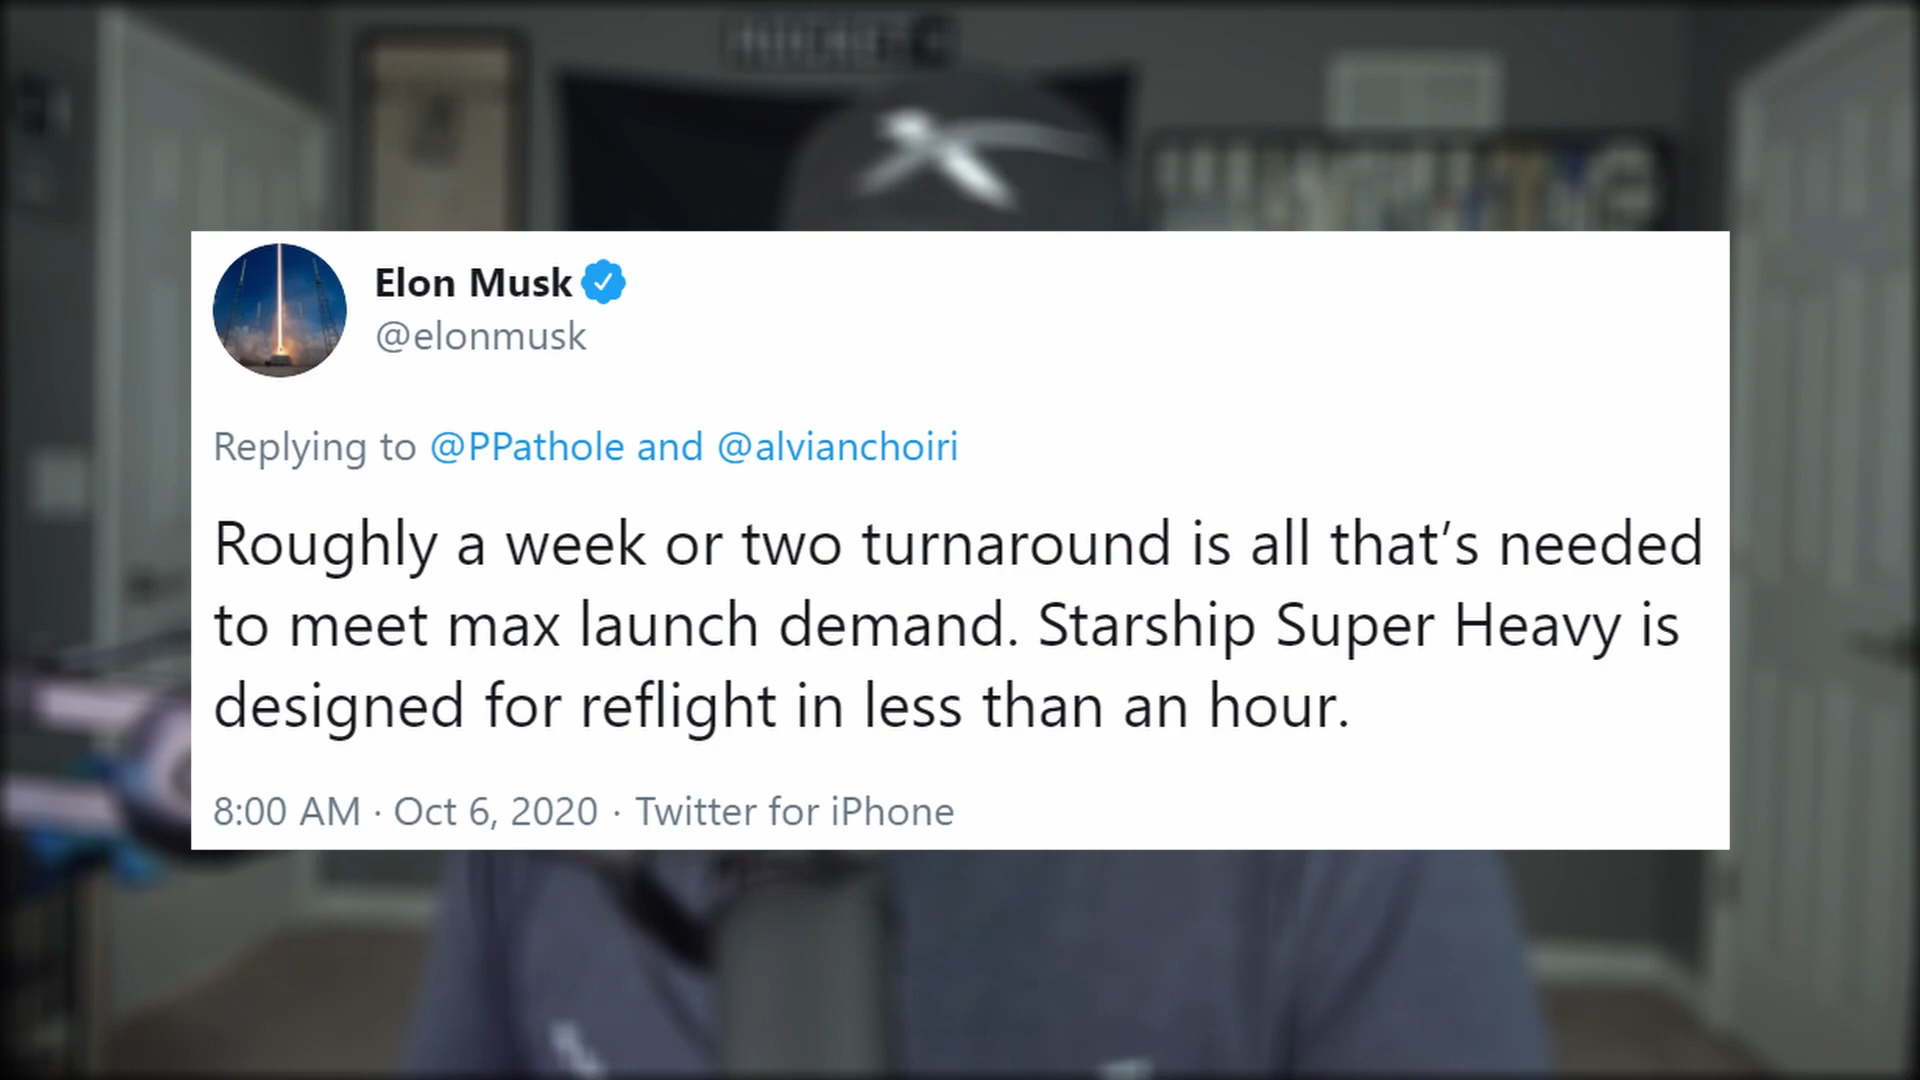 Elon Musk
@elonmusk
Replying to @PPathole and @alvianchoiri
Roughly a week or two turnaround is all that’s needed
to meet max launch demand. Starship Super Heavy is
designed for reflight in less than an hour.
8:00 AM · Oct 6, 2020 · Twitter for iPhone